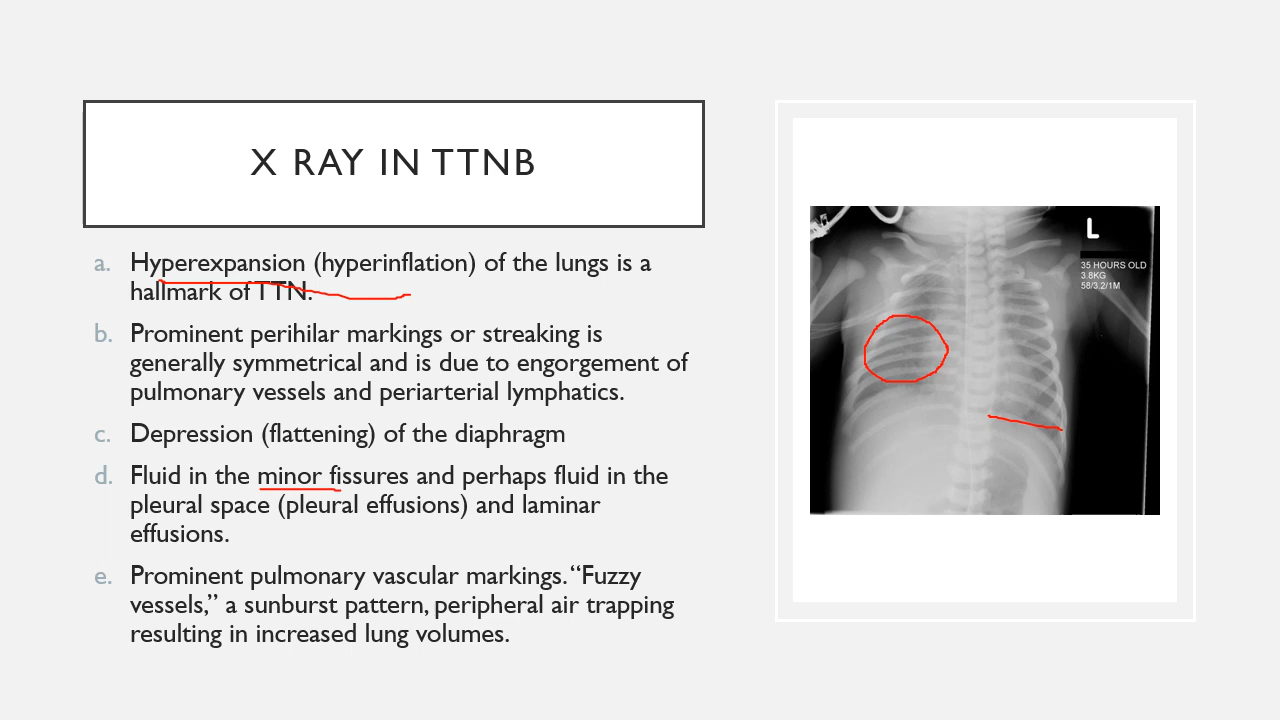 X RAY IN TTNB
a. Hyperexpansion (hyperinflation) of the lungs is a
hallmark of TTN.
b. Prominent perihilar markings or streaking is
generally symmetrical and is due to engorgement of
pulmonary vessels and periarterial lymphatics.
c. Depression (flattening) of the diaphragm
d. Fluid in the minor fissures and perhaps fluid in the
pleural space (pleural effusions) and laminar
effusions.
e. Prominent pulmonary vascular markings. “Fuzzy
vessels,” a sunburst pattern, peripheral air trapping
resulting in increased lung volumes.
L
35 HOURS OLD
3.8KG
58/3.2/1M